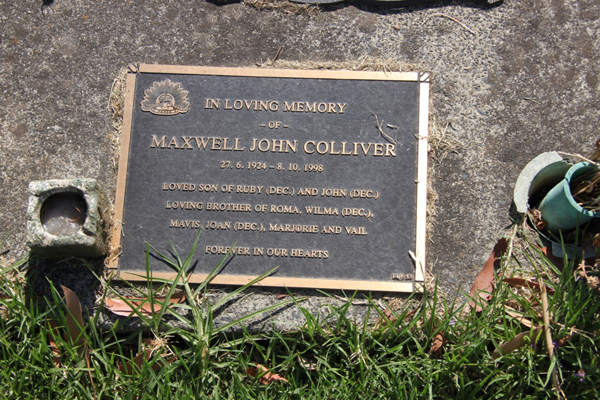 IN LOVING MEMORY
– OF –
MAXWELL JOHN COLLIVER
27. 6. 1924 – 8. 10. 1998
LOVED SON OF RUBY (DEC.) AND JOHN (DEC.)
LOVING BROTHER OF ROMA, WILMA (DEC.),
MAVIS, JOAN (DEC.), MARJORIE AND VAIL
FOREVER IN OUR HEARTS